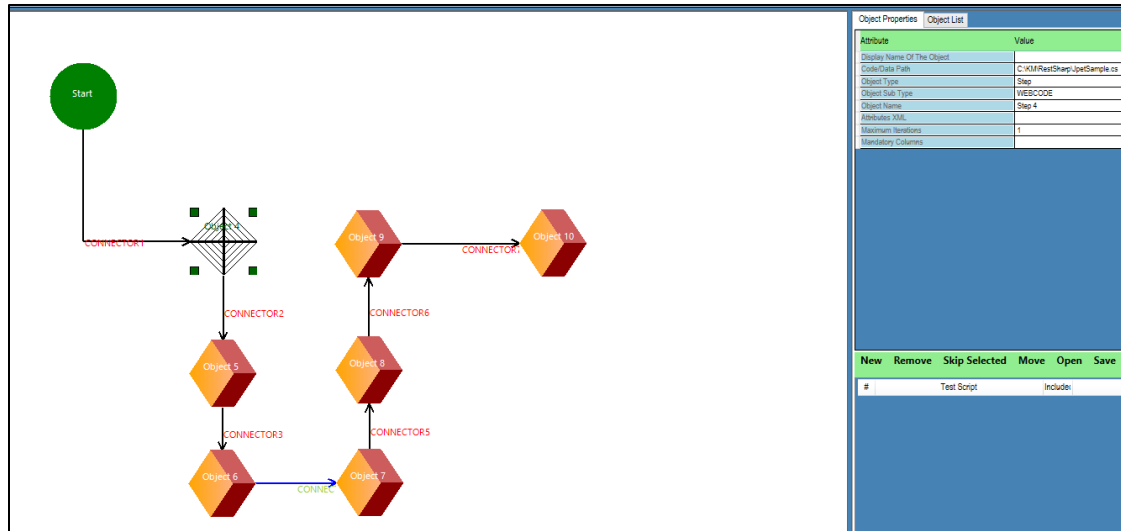 Object Properties Object List
Attribute Value
Display Name Of The Object
Code/Data Path C:\KM\RestSharp\JpetSample.cs
Object Type Step
Object Sub Type WEBCODE
Object Name Step 4
Attributes XML
Maximum Iterations 1
Mandatory Columns
Start
Object 4
CONNECTOR1
Object 9
Object 10
CONNECTOR
CONNECTOR2
CONNECTOR6
Object 5
Object 8
CONNECTOR3
CONNECTOR5
Object 6
Object 7
CONNEC
New Remove Skip Selected Move Open Save
# Test Script Include